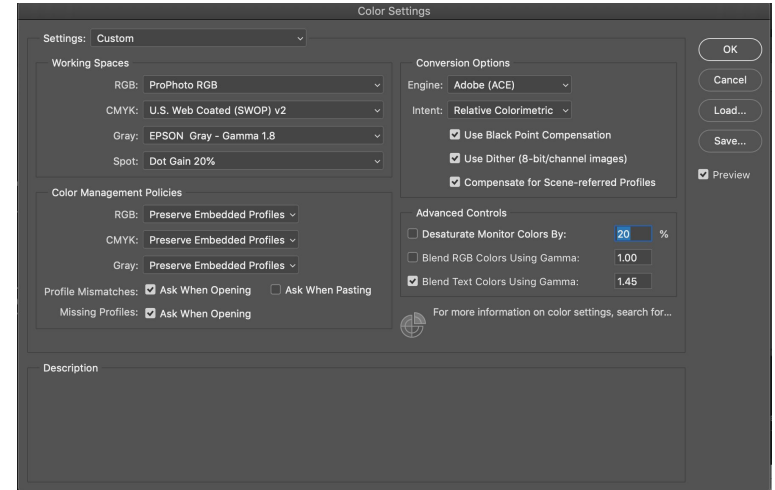 Color Settings
Settings: Custom
Working Spaces
RGB: ProPhoto RGB
CMYK: U.S. Web Coated (SWOP) v2
Gray: EPSON Gray - Gamma 1.8
Spot: Dot Gain 20%
Color Management Policies
RGB: Preserve Embedded Profiles
CMYK: Preserve Embedded Profiles
Gray: Preserve Embedded Profiles
Profile Mismatches: Ask When Opening Ask When Pasting
Missing Profiles: Ask When Opening
Conversion Options
Engine: Adobe (ACE)
Intent: Relative Colorimetric
Use Black Point Compensation
Use Dither (8-bit/channel images)
Compensate for Scene-referred Profiles
Advanced Controls
Desaturate Monitor Colors By: 20 %
Blend RGB Colors Using Gamma: 1.00
Blend Text Colors Using Gamma: 1.45
For more information on color settings, search for...
OK
Cancel
Load...
Save...
Preview
Description